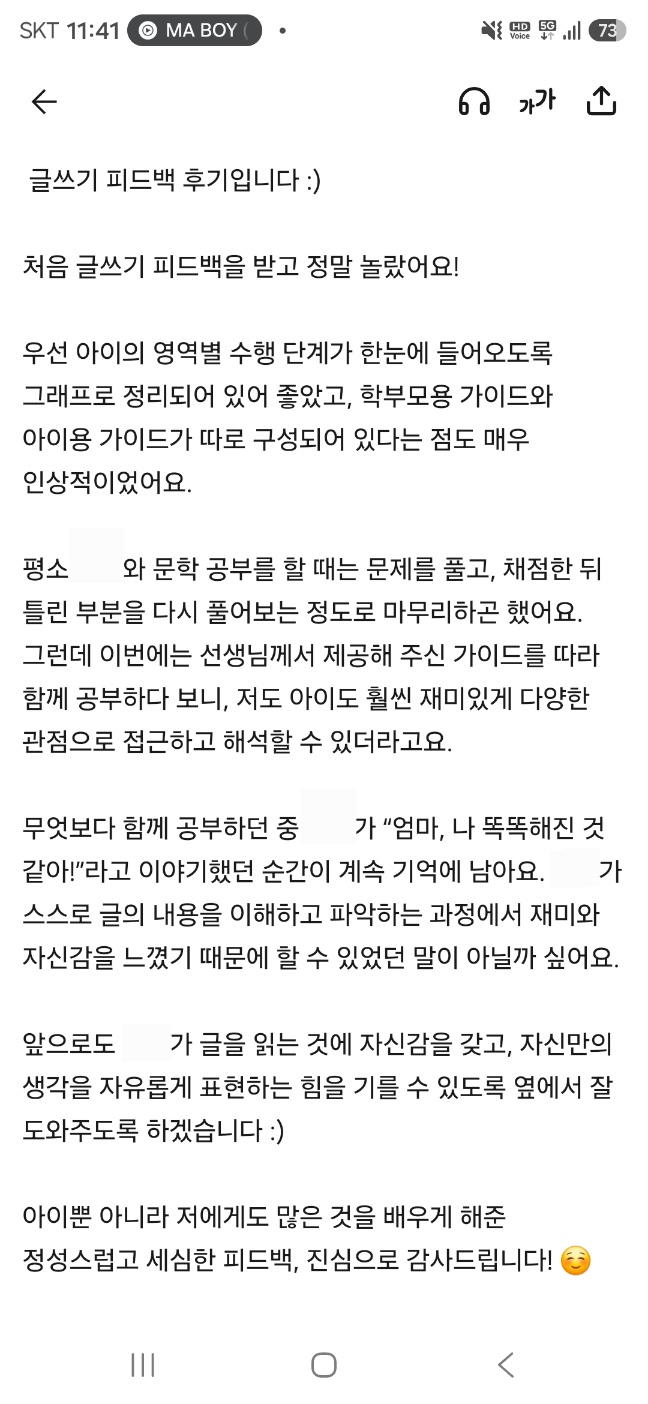 SKT 11:41 MA BOY ( HD Voice 5G 73
가가
글쓰기 피드백 후기입니다 :)
처음 글쓰기 피드백을 받고 정말 놀랐어요!
우선 아이의 영역별 수행 단계가 한눈에 들어오도록
그래프로 정리되어 있어 좋았고, 학부모용 가이드와
아이용 가이드가 따로 구성되어 있다는 점도 매우
인상적이었어요.
평소 와 문학 공부를 할 때는 문제를 풀고, 채점한 뒤
틀린 부분을 다시 풀어보는 정도로 마무리하곤 했어요.
그런데 이번에는 선생님께서 제공해 주신 가이드를 따라
함께 공부하다 보니, 저도 아이도 훨씬 재미있게 다양한
관점으로 접근하고 해석할 수 있더라고요.
무엇보다 함께 공부하던 중 가 “엄마, 나 똑똑해진 것
같아!”라고 이야기했던 순간이 계속 기억에 남아요. 가
스스로 글의 내용을 이해하고 파악하는 과정에서 재미와
자신감을 느꼈기 때문에 할 수 있었던 말이 아닐까 싶어요.
앞으로도 가 글을 읽는 것에 자신감을 갖고, 자신만의
생각을 자유롭게 표현하는 힘을 기를 수 있도록 옆에서 잘
도와주도록 하겠습니다 :)
아이뿐 아니라 저에게도 많은 것을 배우게 해준
정성스럽고 세심한 피드백, 진심으로 감사드립니다! ☺️